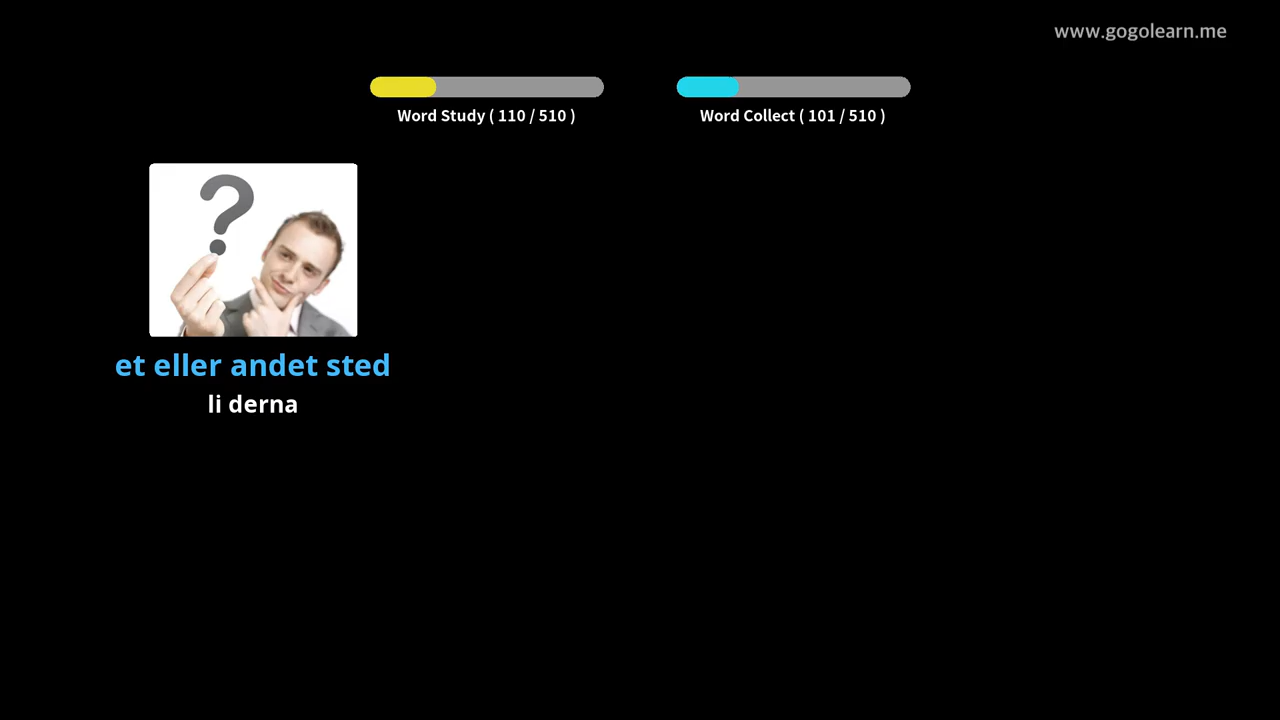 www.gogolearn.me
Word Study ( 110 / 510 )
Word Collect ( 101 / 510 )
?
et eller andet sted
li derna